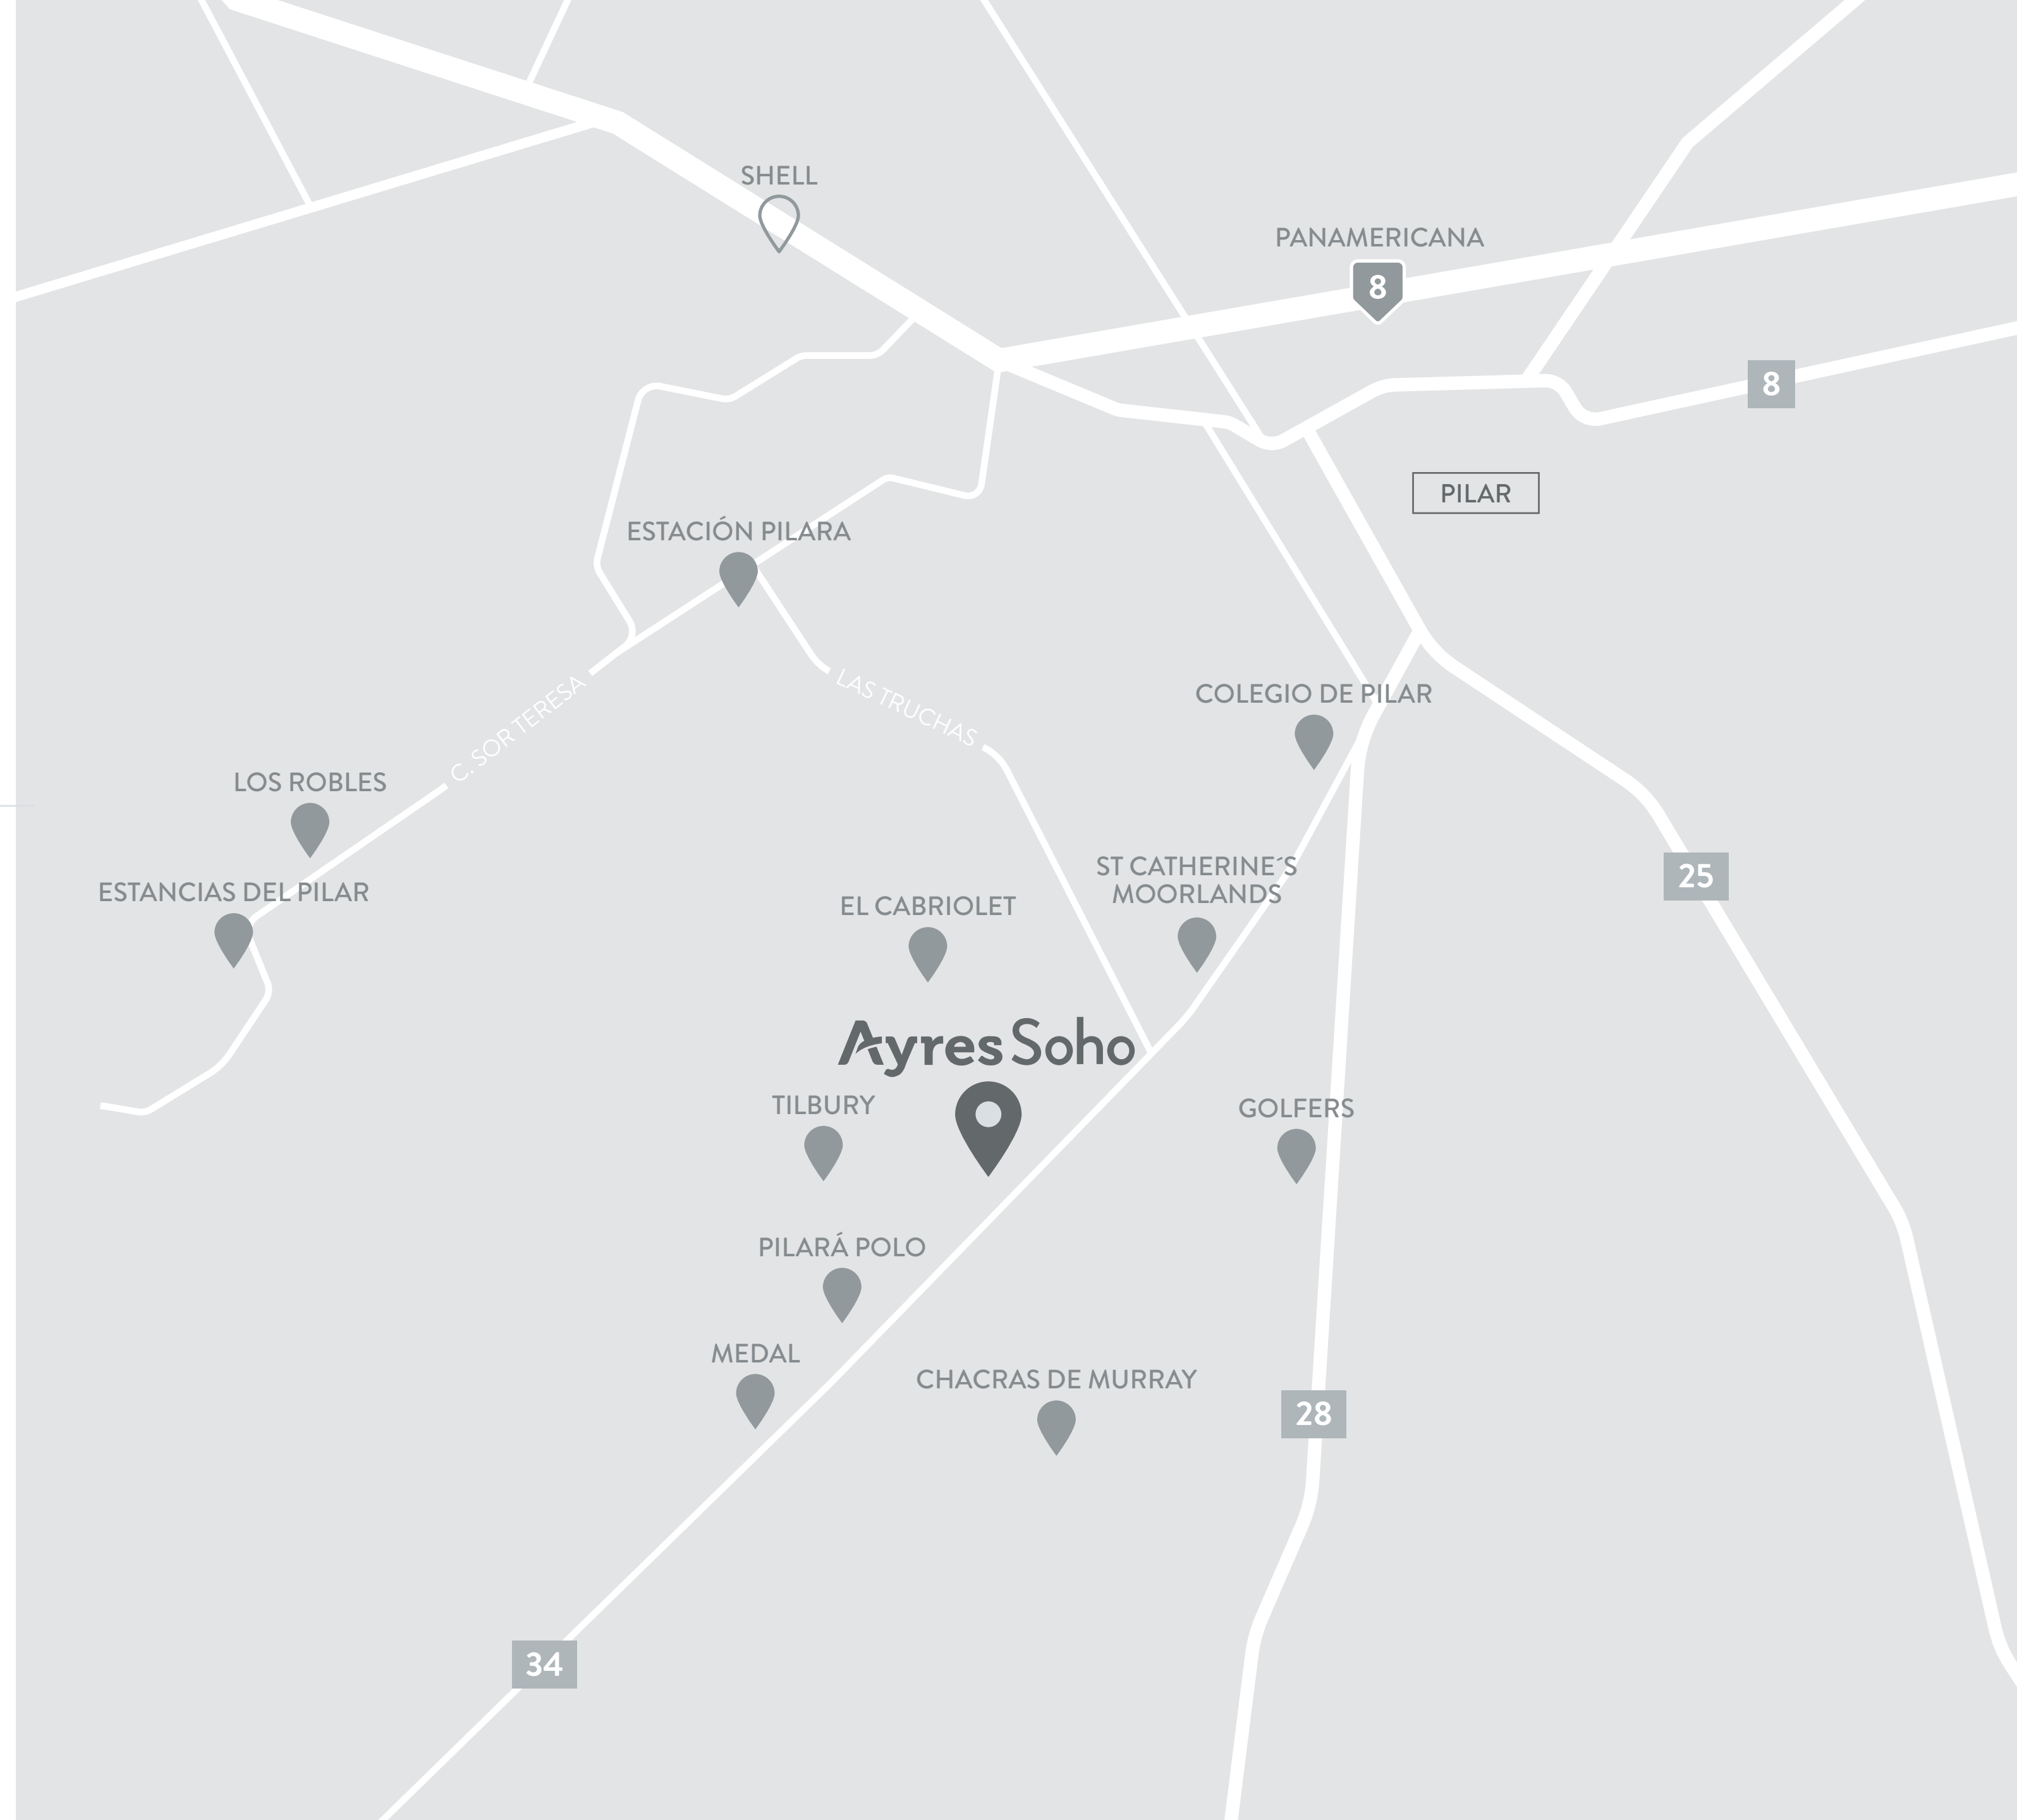 SHELL
PANAMERICANA
8
8
PILAR
ESTACIÓN PILARA
LAS TRUCHAS
C. SOR TERESA
COLEGIO DE PILAR
LOS ROBLES
ST CATHERINE´S
MOORLANDS
25
ESTANCIAS DEL PILAR
EL CABRIOLET
Ayres Soho
TILBURY
GOLFERS
PILARÁ POLO
MEDAL
CHACRAS DE MURRAY
28
34